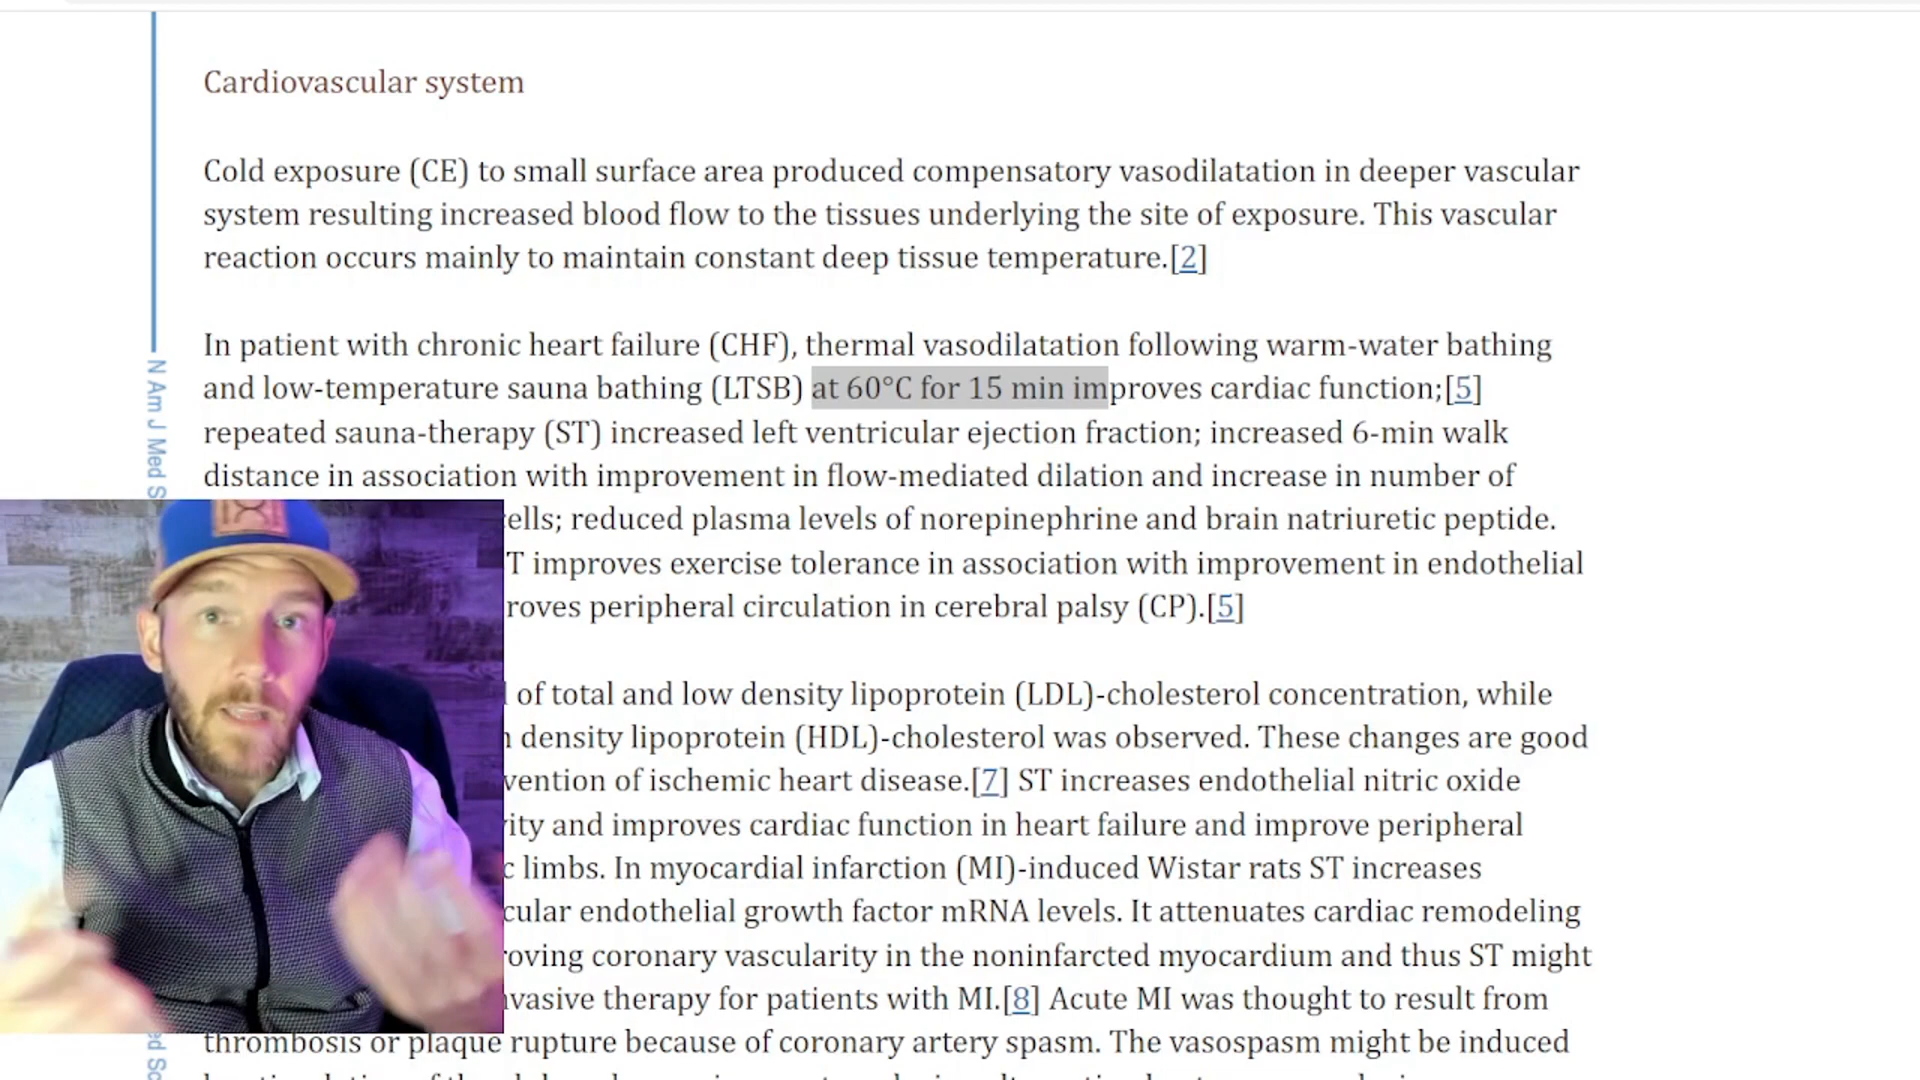 Cardiovascular system
Cold exposure (CE) to small surface area produced compensatory vasodilatation in deeper vascular
system resulting increased blood flow to the tissues underlying the site of exposure. This vascular
reaction occurs mainly to maintain constant deep tissue temperature.[2]
In patient with chronic heart failure (CHF), thermal vasodilatation following warm-water bathing
and low-temperature sauna bathing (LTSB) at 60°C for 15 min improves cardiac function;[5]
repeated sauna-therapy (ST) increased left ventricular ejection fraction; increased 6-min walk
distance in association with improvement in flow-mediated dilation and increase in number of
ells; reduced plasma levels of norepinephrine and brain natriuretic peptide.
T improves exercise tolerance in association with improvement in endothelial
roves peripheral circulation in cerebral palsy (CP).[5]
of total and low density lipoprotein (LDL)-cholesterol concentration, while
density lipoprotein (HDL)-cholesterol was observed. These changes are good
vention of ischemic heart disease.[7] ST increases endothelial nitric oxide
ity and improves cardiac function in heart failure and improve peripheral
c limbs. In myocardial infarction (MI)-induced Wistar rats ST increases
cular endothelial growth factor mRNA levels. It attenuates cardiac remodeling
oving coronary vascularity in the noninfarcted myocardium and thus ST might
nvasive therapy for patients with MI.[8] Acute MI was thought to result from
thrombosis or plaque rupture because of coronary artery spasm. The vasospasm might be induced
N Am J Med S
ed Sc